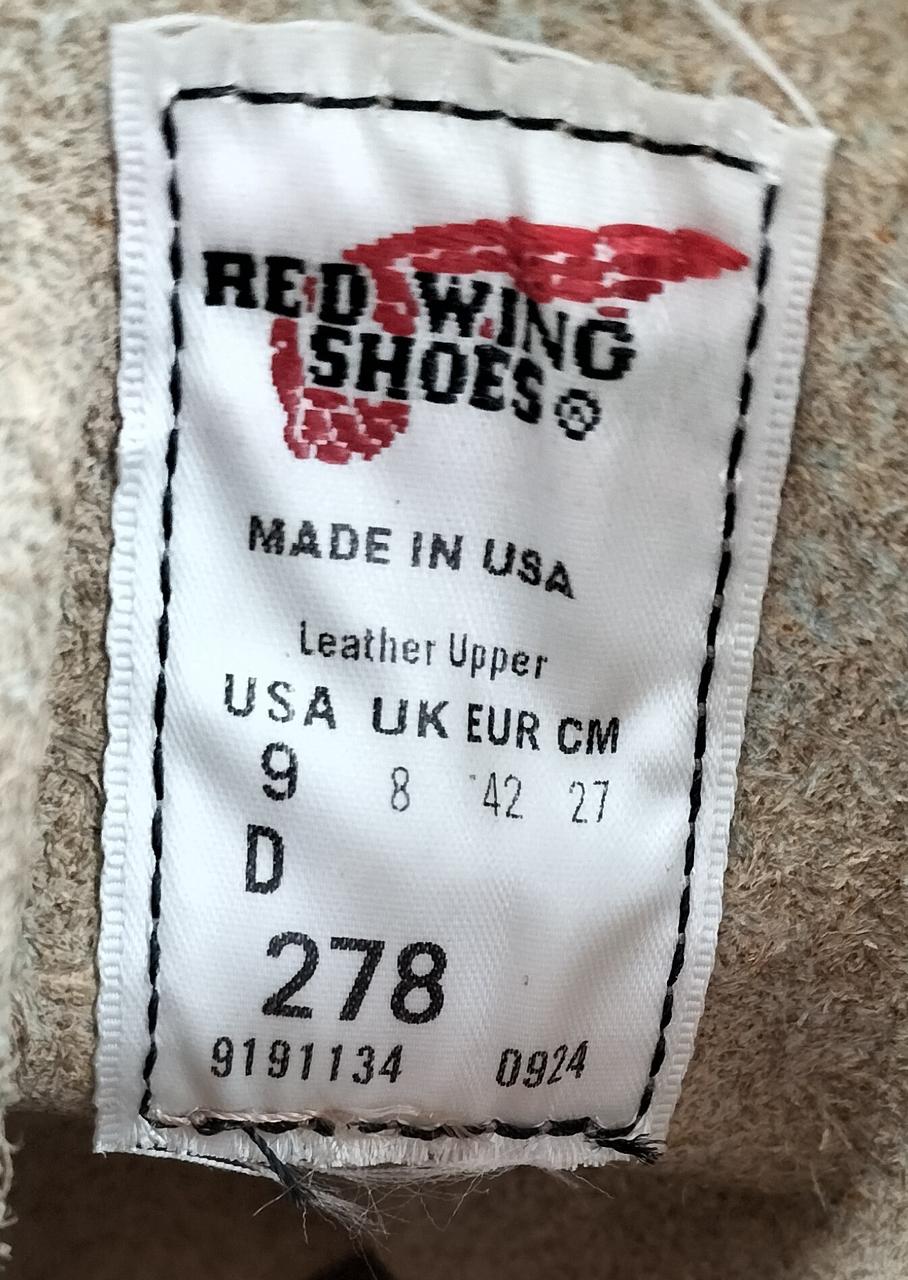 RED WING
SHOES®
MADE IN USA
Leather Upper
USA UK EUR CM
9 8 42 27
D
278
9191134 0924